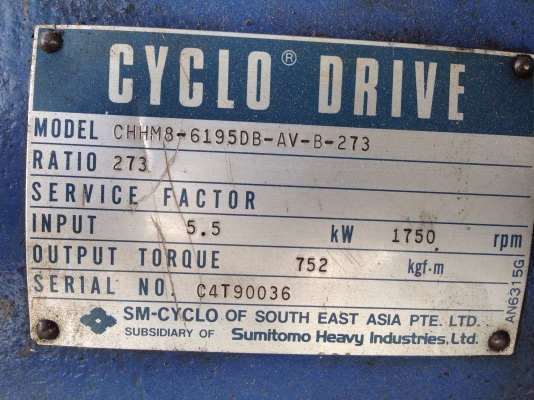 CYCLO® DRIVE
MODEL CHHM8-6195DB-AV-B-273
RATIO 273
SERVICE FACTOR
INPUT 5.5 kW 1750 rpm
OUTPUT TORQUE 752 kgf·m
SERIAL NO. C4T90036
SM-CYCLO OF SOUTH EAST ASIA PTE. LTD.
SUBSIDIARY OF Sumitomo Heavy Industries, Ltd.
AN6315G